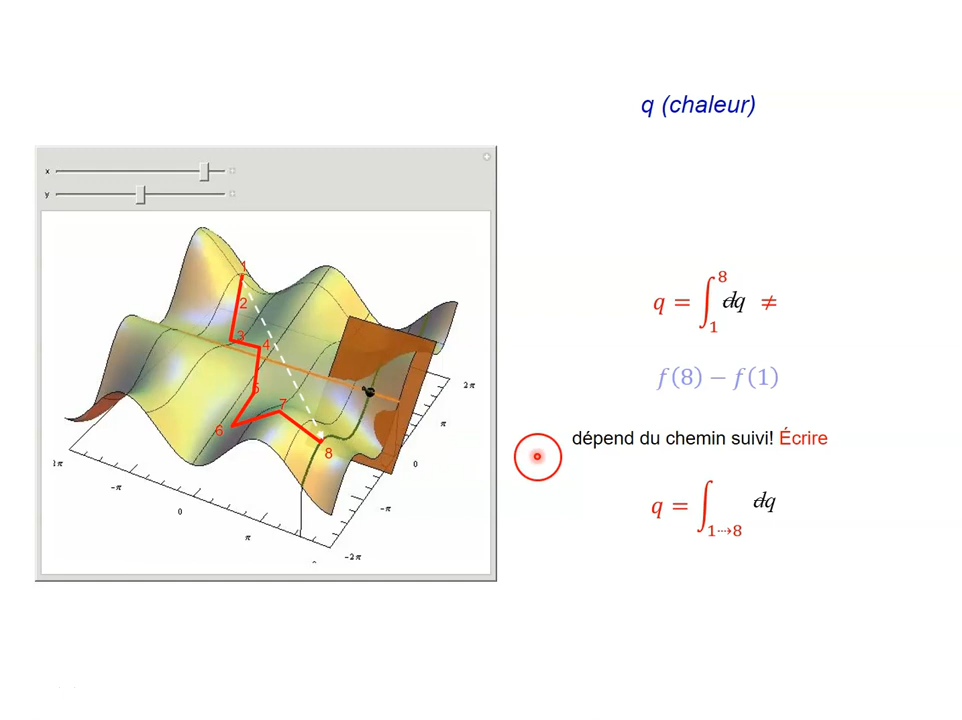 q (chaleur)
x
y
1
2
3
4
5
6
7
8
2π
π
0
-π
-2π
-π
0
π
q = ∫₁⁸ đq ≠
f(8) − f(1)
dépend du chemin suivi! Écrire
q = ∫₁⇢₈ đq